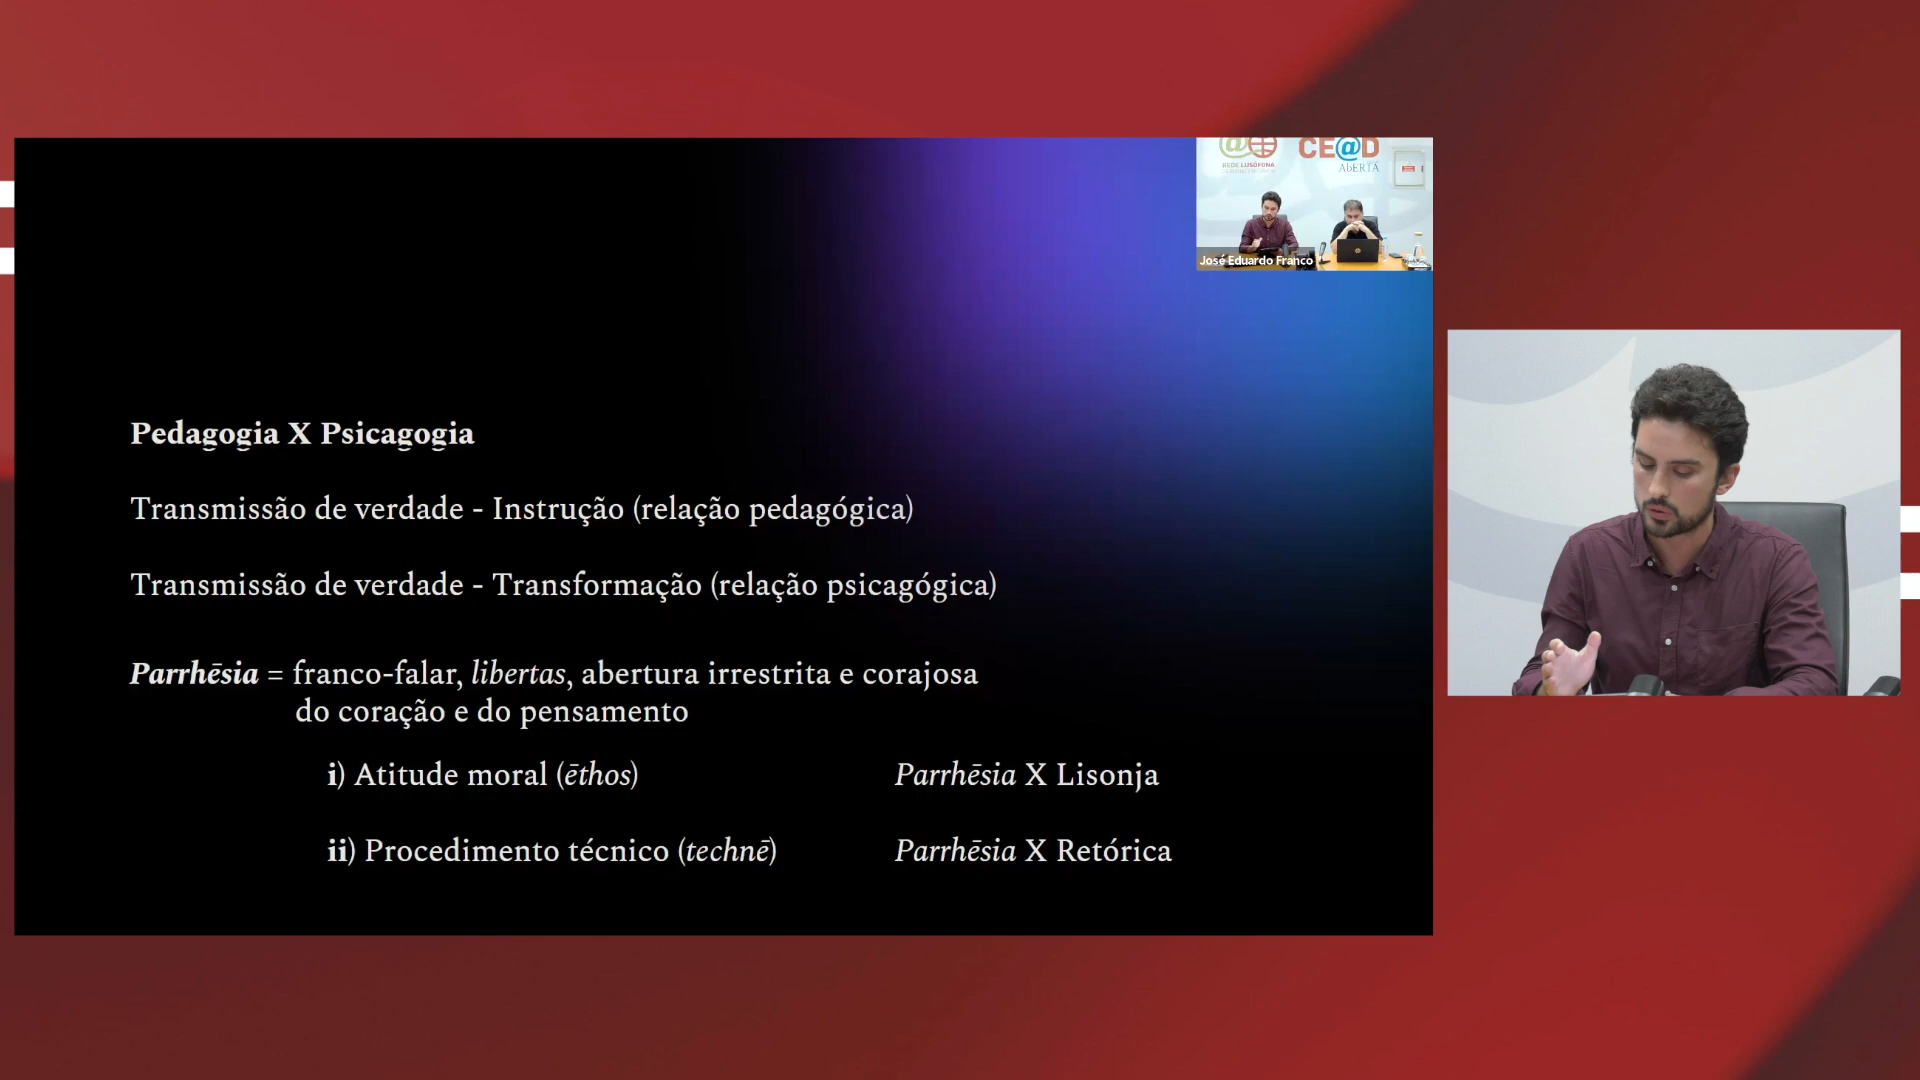 REDE LUSÓFONA
CE@D
AbERTA
José Eduardo Franco
Pedagogia X Psicagogia
Transmissão de verdade - Instrução (relação pedagógica)
Transmissão de verdade - Transformação (relação psicagógica)
Parrhēsia = franco-falar, libertas, abertura irrestrita e corajosa
do coração e do pensamento
i) Atitude moral (ēthos) Parrhēsia X Lisonja
ii) Procedimento técnico (technē) Parrhēsia X Retórica